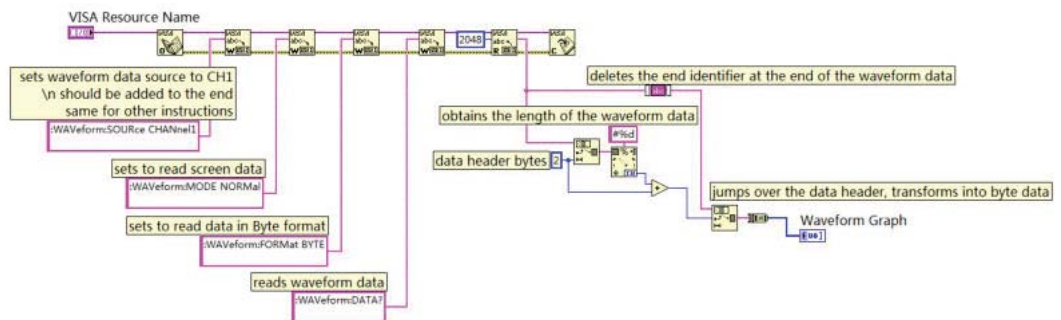 VISA Resource Name
2048
sets waveform data source to CH1
\n should be added to the end
same for other instructions
:WAVeform:SOURce CHANnel1
sets to read screen data
:WAVeform:MODE NORMal
sets to read data in Byte format
:WAVeform:FORMat BYTE
reads waveform data
:WAVeform:DATA?
deletes the end identifier at the end of the waveform data
obtains the length of the waveform data
#%d
data header bytes 2
jumps over the data header, transforms into byte data
Waveform Graph